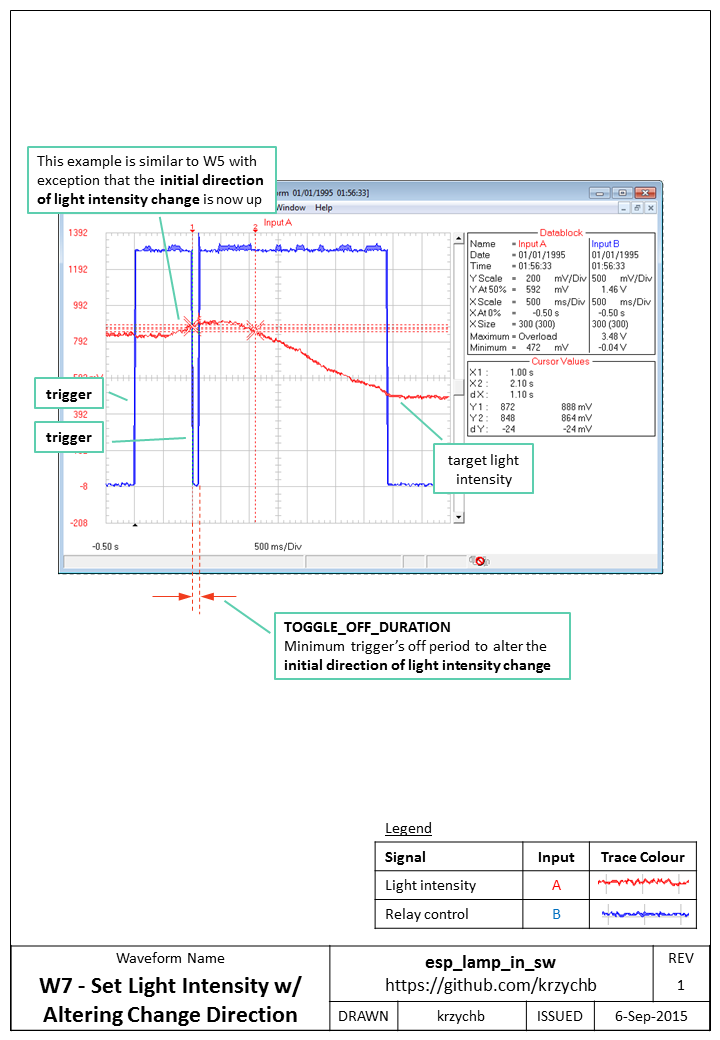 This example is similar to W5 with
exception that the initial direction
of light intensity change is now up
orm 01/01/1995 01:56:33]
Window Help
Input A
1 2
1392
1192
992
792
392
-8
-208
-0.50 s
500 ms/Div
trigger
trigger
target light
intensity
Datablock
Name = Input A Input B
Date = 01/01/1995 01/01/1995
Time = 01:56:33 01:56:33
Y Scale = 200 mV/Div 500 mV/Div
Y At 50% = 592 mV 1.46 V
X Scale = 500 ms/Div 500 ms/Div
X At 0% = -0.50 s -0.50 s
X Size = 300 (300) 300 (300)
Maximum = Overload 3.48 V
Minimum = 472 mV -0.04 V
Cursor Values
X1 : 1.00 s
X2 : 2.10 s
dX : 1.10 s
Y1 : 872 888 mV
Y2 : 848 864 mV
dY : -24 -24 mV
TOGGLE_OFF_DURATION
Minimum trigger's off period to alter the
initial direction of light intensity change
Legend
Signal Input Trace Colour
Light intensity A
Relay control B
Waveform Name
W7 - Set Light Intensity w/
Altering Change Direction
esp_lamp_in_sw
https://github.com/krzychb
REV
1
DRAWN krzychb ISSUED 6-Sep-2015